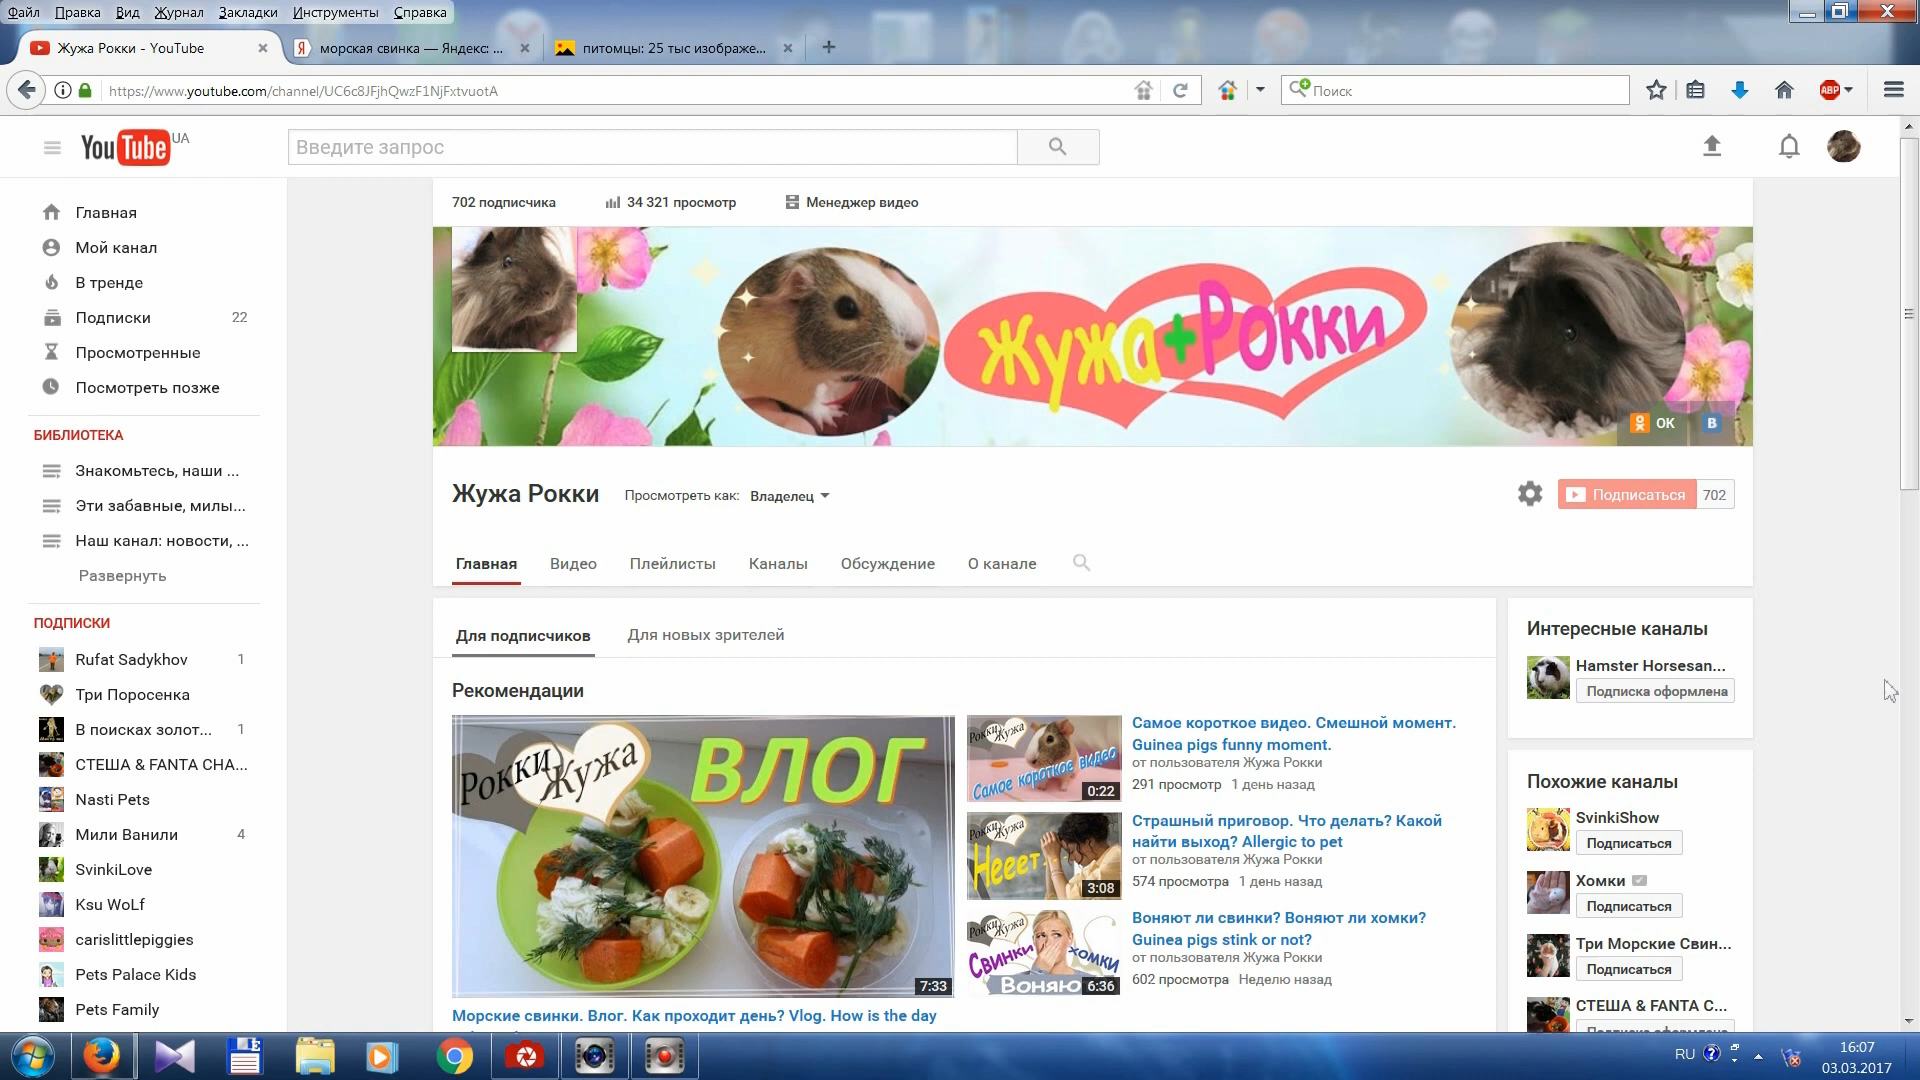 Файл Правка Вид Журнал Закладки Инструменты Справка
Жужа Рокки - YouTube
морская свинка — Яндекс: ...
питомцы: 25 тыс изображе...
https://www.youtube.com/channel/UC6c8JFjhQwzF1NjFxtvuotA
Поиск
ABP
YouTube UA
Введите запрос
Главная
Мой канал
В тренде
Подписки 22
Просмотренные
Посмотреть позже
БИБЛИОТЕКА
Знакомьтесь, наши ...
Эти забавные, милы...
Наш канал: новости, ...
Развернуть
ПОДПИСКИ
Rufat Sadykhov 1
Три Поросенка
В поисках золот... 1
СТЕША & FANTA CHA...
Nasti Pets
Мили Ванили 4
SvinkiLove
Ksu WoLf
carislittlepiggies
Pets Palace Kids
Pets Family
702 подписчика 34 321 просмотр Менеджер видео
Жужа+Рокки
ОК В
Жужа Рокки Просмотреть как: Владелец
Подписаться 702
Главная Видео Плейлисты Каналы Обсуждение О канале
Для подписчиков Для новых зрителей
Рекомендации
Рокки Жужа ВЛОГ
7:33
Морские свинки. Влог. Как проходит день? Vlog. How is the day
Рокки Жужа
Самое короткое видео
0:22
Самое короткое видео. Смешной момент.
Guinea pigs funny moment.
от пользователя Жужа Рокки
291 просмотр 1 день назад
Рокки Жужа
Нееет
3:08
Страшный приговор. Что делать? Какой
найти выход? Allergic to pet
от пользователя Жужа Рокки
574 просмотра 1 день назад
Рокки Жужа
Свинки хомки
Воняю
6:36
Воняют ли свинки? Воняют ли хомки?
Guinea pigs stink or not?
от пользователя Жужа Рокки
602 просмотра Неделю назад
Интересные каналы
Hamster Horsesan...
Подписка оформлена
Похожие каналы
SvinkiShow
Подписаться
Хомки
Подписаться
Три Морские Свин...
Подписаться
СТЕША & FANTA C...
Подписка оформлена
RU
16:07
03.03.2017